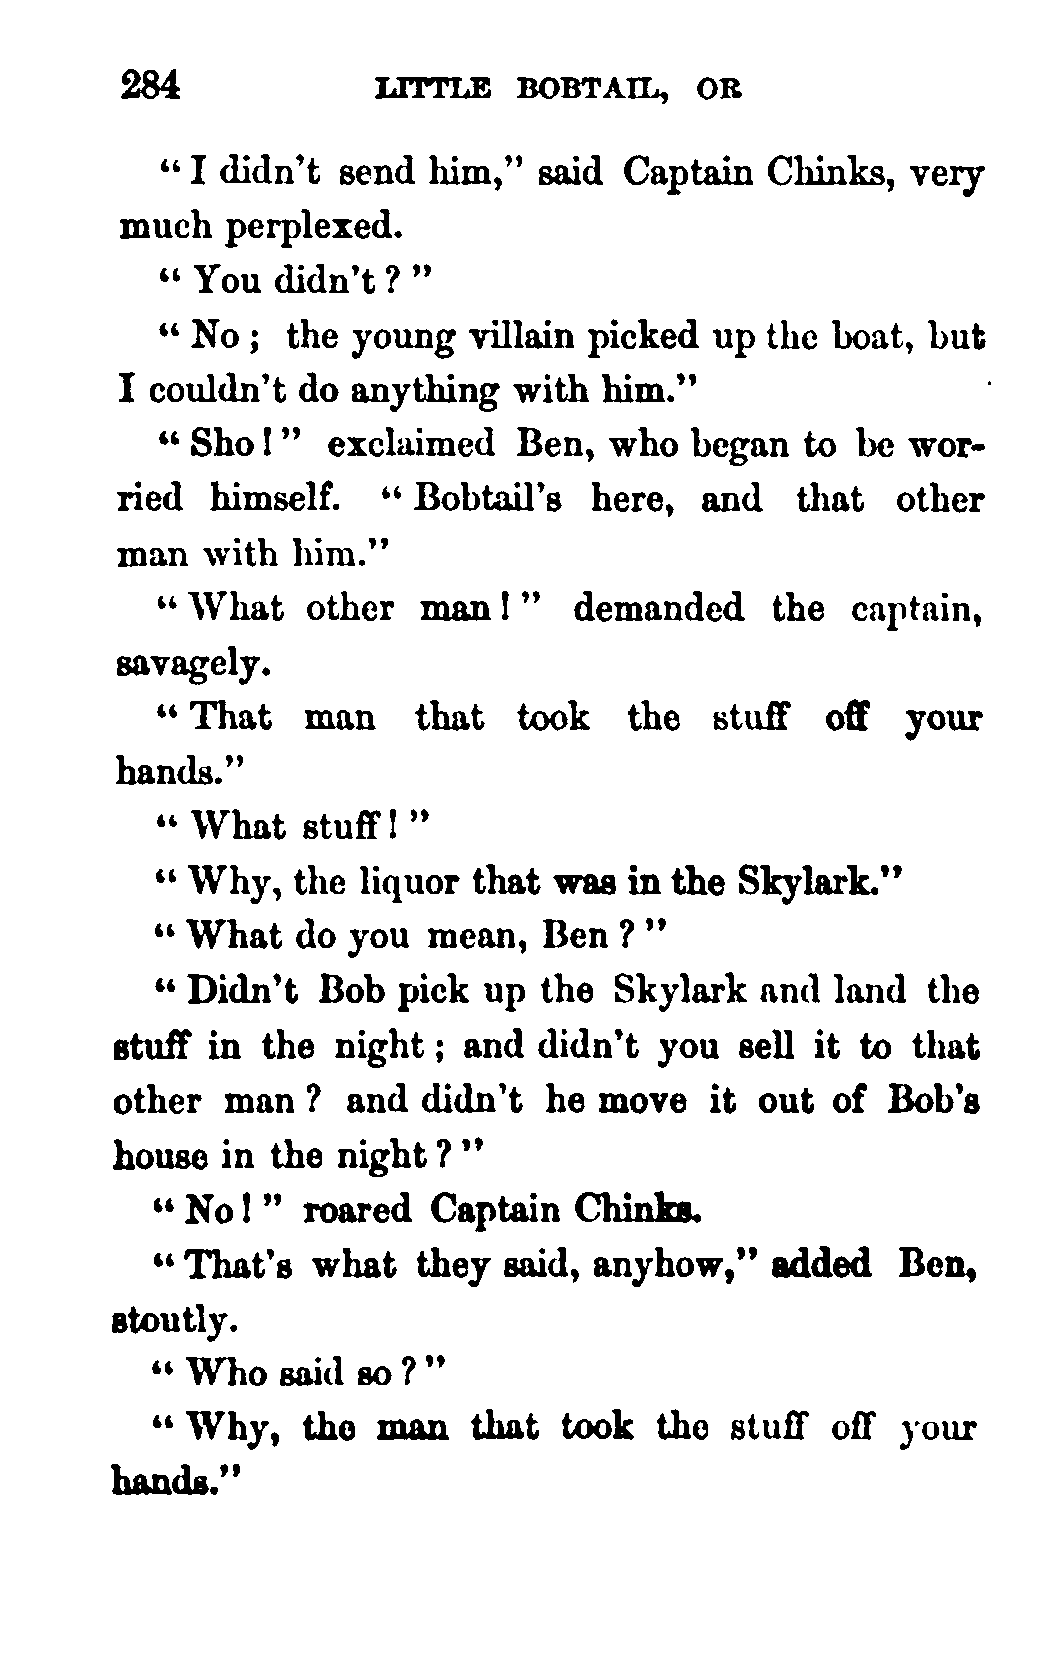 284 LITTLE BOBTAIL, OR
"I didn't send him," said Captain Chinks, very
much perplexed.
"You didn't?"
"No; the young villain picked up the boat, but
I couldn't do anything with him."
"Sho!" exclaimed Ben, who began to be wor-
ried himself. "Bobtail's here, and that other
man with him."
"What other man!" demanded the captain,
savagely.
"That man that took the stuff off your
hands."
"What stuff!"
"Why, the liquor that was in the Skylark."
"What do you mean, Ben?"
"Didn't Bob pick up the Skylark and land the
stuff in the night; and didn't you sell it to that
other man? and didn't he move it out of Bob's
house in the night?"
"No!" roared Captain Chinks.
"That's what they said, anyhow," added Ben,
stoutly.
"Who said so?"
"Why, the man that took the stuff off your
hands."